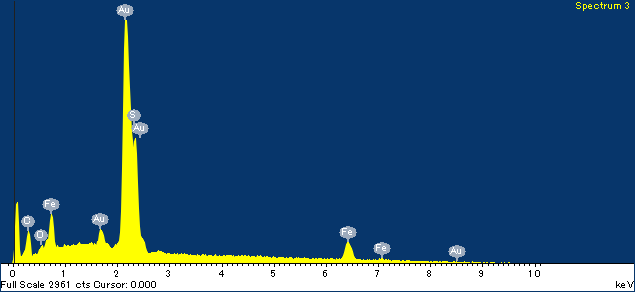 Spectrum 3
Au
S
Au
Fe
C
O
Au
Fe
Fe
Au
0 1 2 3 4 5 6 7 8 9 10
Full Scale 2961 cts Cursor: 0.000 keV